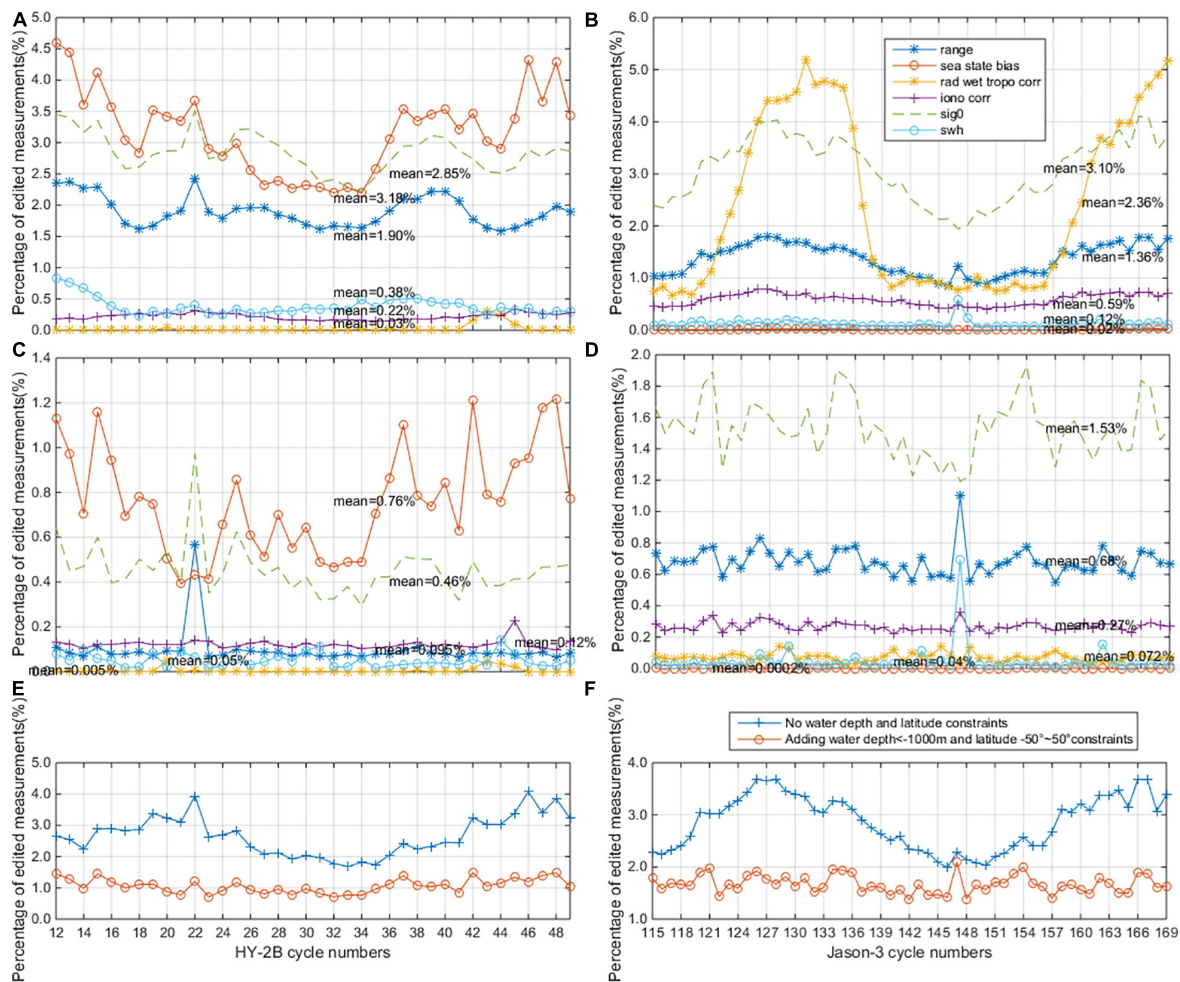 A
Percentage of edited measurements(%)
5.0
4.5
4.0
3.5
3.0
2.5
2.0
1.5
1.0
0.5
0.0
mean=2.85%
mean=3.18%
mean=1.90%
mean=0.38%
mean=0.22%
mean=0.03%
B
Percentage of edited measurements(%)
6.0
5.0
4.0
3.0
2.0
1.0
0.0
range
sea state bias
rad wet tropo corr
iono corr
sig0
swh
mean=3.10%
mean=2.36%
mean=1.36%
mean=0.59%
mean=0.12%
mean=0.02%
C
Percentage of edited measurements(%)
1.4
1.2
1.0
0.8
0.6
0.4
0.2
mean=0.76%
mean=0.46%
mean=0.12%
mean=0.095%
mean=0.05%
mean=0.005%
D
Percentage of edited measurements(%)
2.0
1.8
1.6
1.4
1.2
1.0
0.8
0.6
0.4
0.2
0.0
mean=1.53%
mean=0.68%
mean=0.27%
mean=0.072%
mean=0.04%
mean=0.0002%
E
Percentage of edited measurements(%)
5.0
4.0
3.0
2.0
1.0
0.0
12 14 16 18 20 22 24 26 28 30 32 34 36 38 40 42 44 46 48
HY-2B cycle numbers
F
Percentage of edited measurements(%)
No water depth and latitude constraints
Adding water depth<-1000m and latitude -50°~50°constraints
4.0
3.0
2.0
1.0
115 118 121 124 127 130 133 136 139 142 145 148 151 154 157 160 163 166 169
Jason-3 cycle numbers